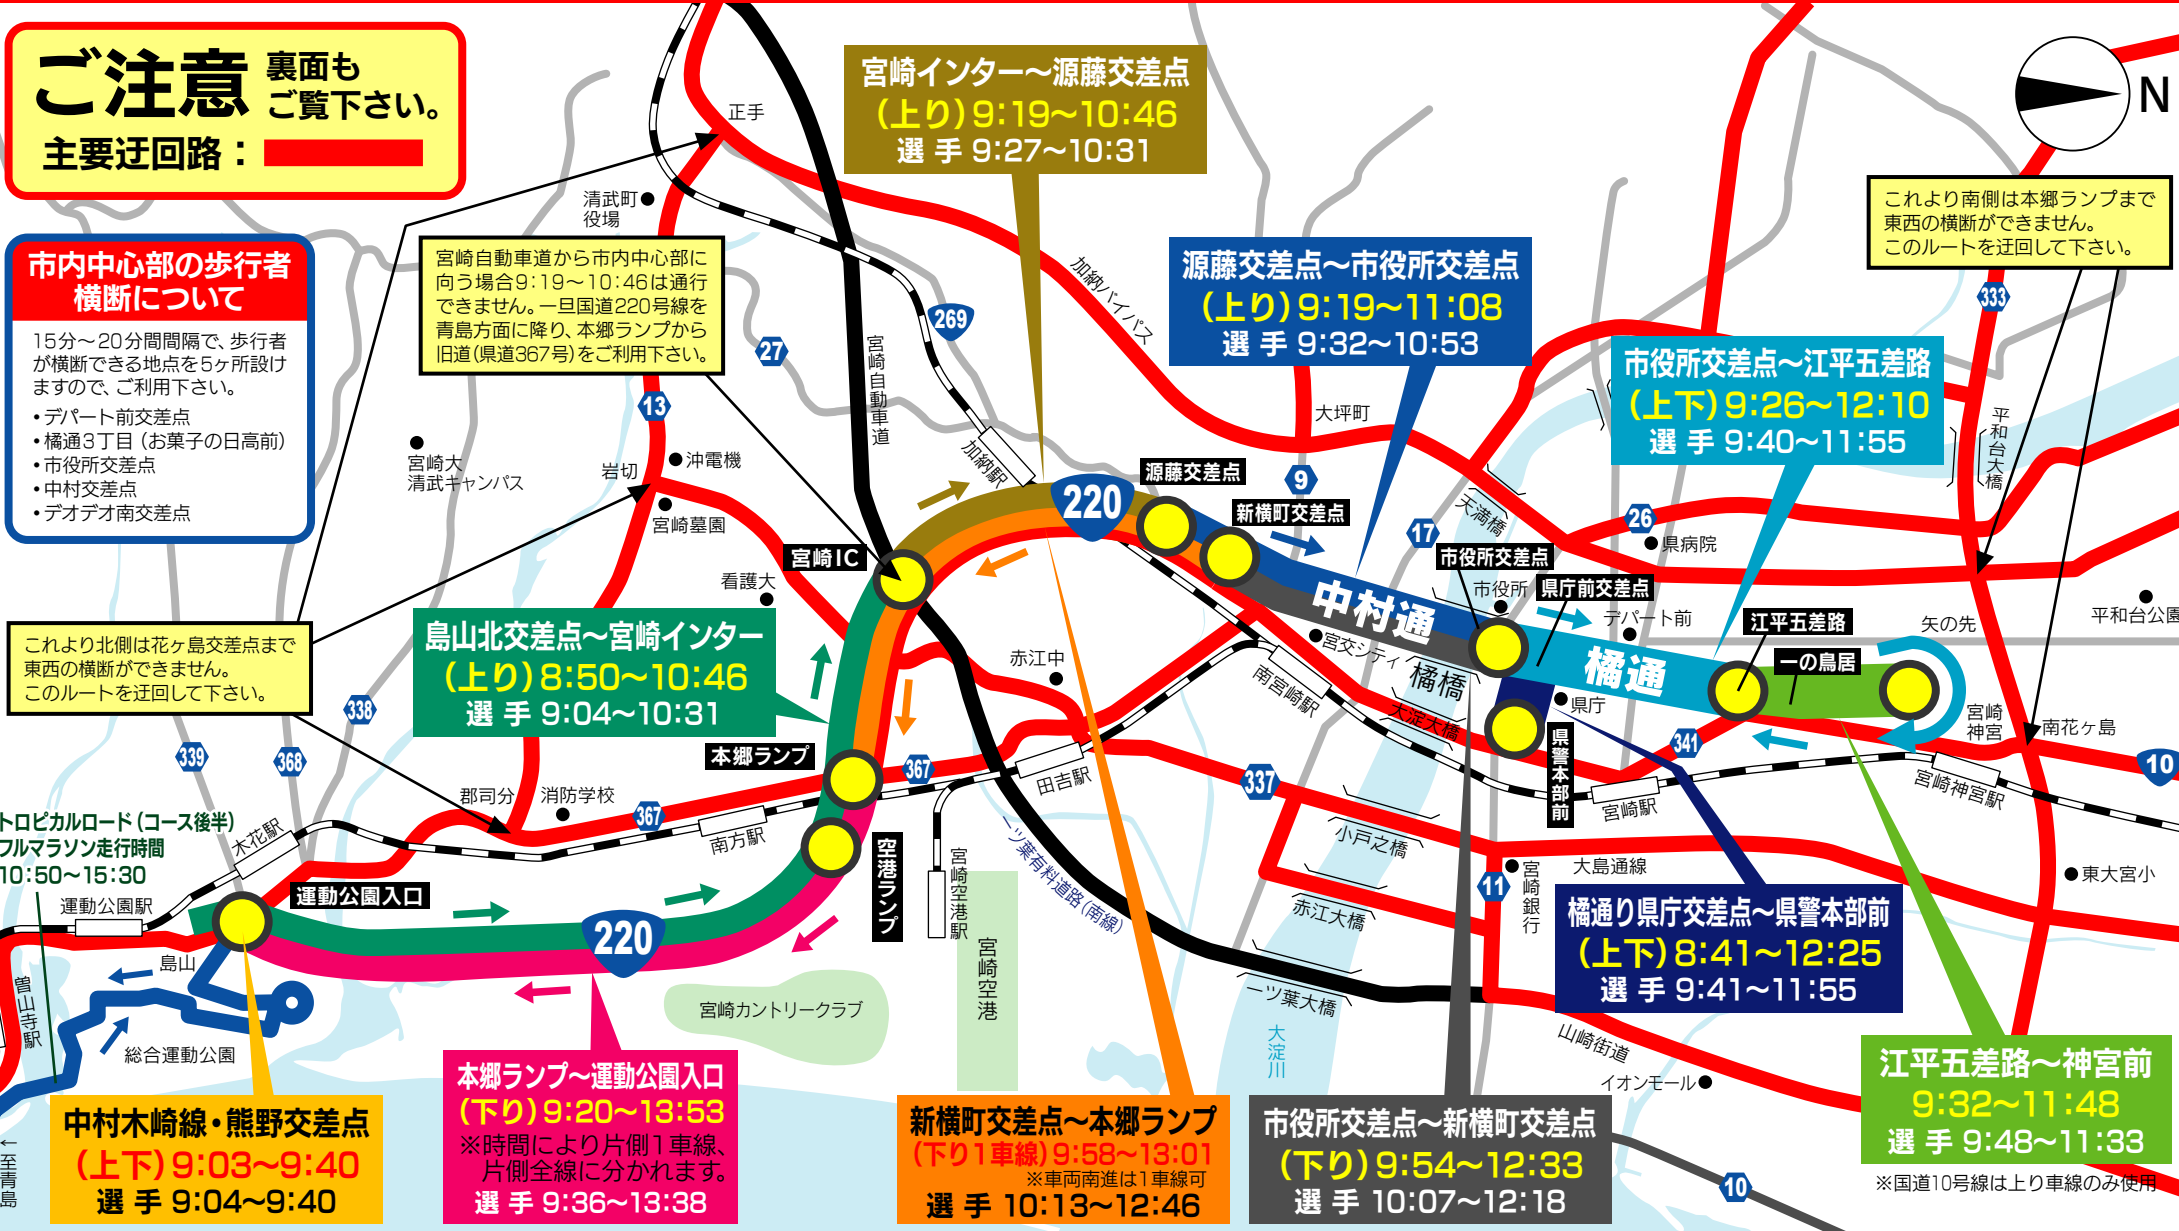 ご注意
裏面も
ご覧下さい。
主要迂回路：
市内中心部の歩行者
横断について
15分～20分間間隔で、歩行者
が横断できる地点を5ヶ所設け
ますので、ご利用下さい。
・デパート前交差点
・橘通3丁目（お菓子の日高前）
・市役所交差点
・中村交差点
・デオデオ南交差点
宮崎自動車道から市内中心部に
向う場合9：19～10：46は通行
できません。一旦国道220号線を
青島方面に降り、本郷ランプから
旧道（県道367号）をご利用下さい。
これより北側は花ヶ島交差点まで
東西の横断ができません。
このルートを迂回して下さい。
これより南側は本郷ランプまで
東西の横断ができません。
このルートを迂回して下さい。
N
宮崎インター～源藤交差点
（上り）9：19～10：46
選 手 9：27～10：31
源藤交差点～市役所交差点
（上り）9：19～11：08
選 手 9：32～10：53
市役所交差点～江平五差路
（上下）9：26～12：10
選 手 9：40～11：55
島山北交差点～宮崎インター
（上り）8：50～10：46
選 手 9：04～10：31
正手
清武町
役場
宮崎大
清武キャンパス
岩切
沖電機
宮崎墓園
看護大
宮崎IC
宮崎自動車道
加納バイパス
加納駅
源藤交差点
新横町交差点
大坪町
天満橋
県病院
市役所交差点
市役所
県庁前交差点
デパート前
江平五差路
一の鳥居
矢の先
平和台大橋
平和台公園
宮崎
神宮
南花ヶ島
宮崎神宮駅
宮崎駅
県庁
県警本部前
中村通
橘通
橘橋
大淀大橋
宮交シティ
南宮崎駅
赤江中
田吉駅
本郷ランプ
空港ランプ
郡司分
消防学校
南方駅
木花駅
運動公園入口
運動公園駅
島山
曽山寺駅
総合運動公園
←至青島
トロピカルロード（コース後半）
フルマラソン走行時間
10：50～15：30
宮崎空港駅
宮崎空港
宮崎カントリークラブ
一ツ葉有料道路（南線）
小戸之橋
赤江大橋
一ツ葉大橋
大淀川
宮崎銀行
大島通線
東大宮小
山崎街道
イオンモール
269
27
13
220
9
17
26
333
341
10
338
339
368
367
367
337
11
220
10
中村木崎線・熊野交差点
（上下）9：03～9：40
選 手 9：04～9：40
本郷ランプ～運動公園入口
（下り）9：20～13：53
※時間により片側1車線、
片側全線に分かれます。
選 手 9：36～13：38
新横町交差点～本郷ランプ
（下り1車線）9：58～13：01
※車両南進は1車線可
選 手 10：13～12：46
市役所交差点～新横町交差点
（下り）9：54～12：33
選 手 10：07～12：18
橘通り県庁交差点～県警本部前
（上下）8：41～12：25
選 手 9：41～11：55
江平五差路～神宮前
9：32～11：48
選 手 9：48～11：33
※国道10号線は上り車線のみ使用